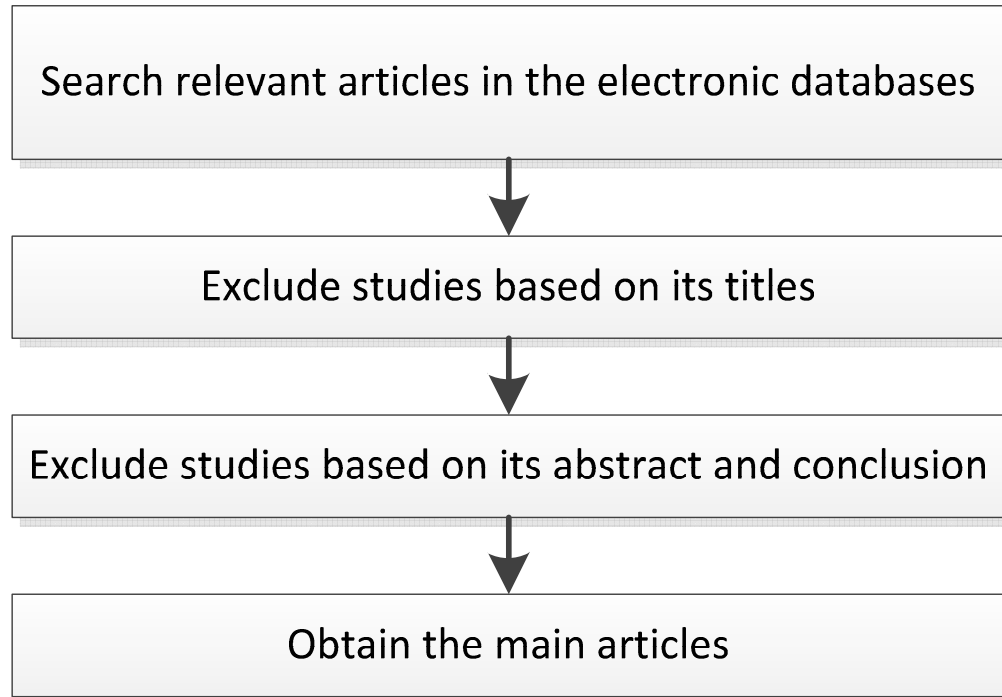 Search relevant articles in the electronic databases
Exclude studies based on its titles
Exclude studies based on its abstract and conclusion
Obtain the main articles